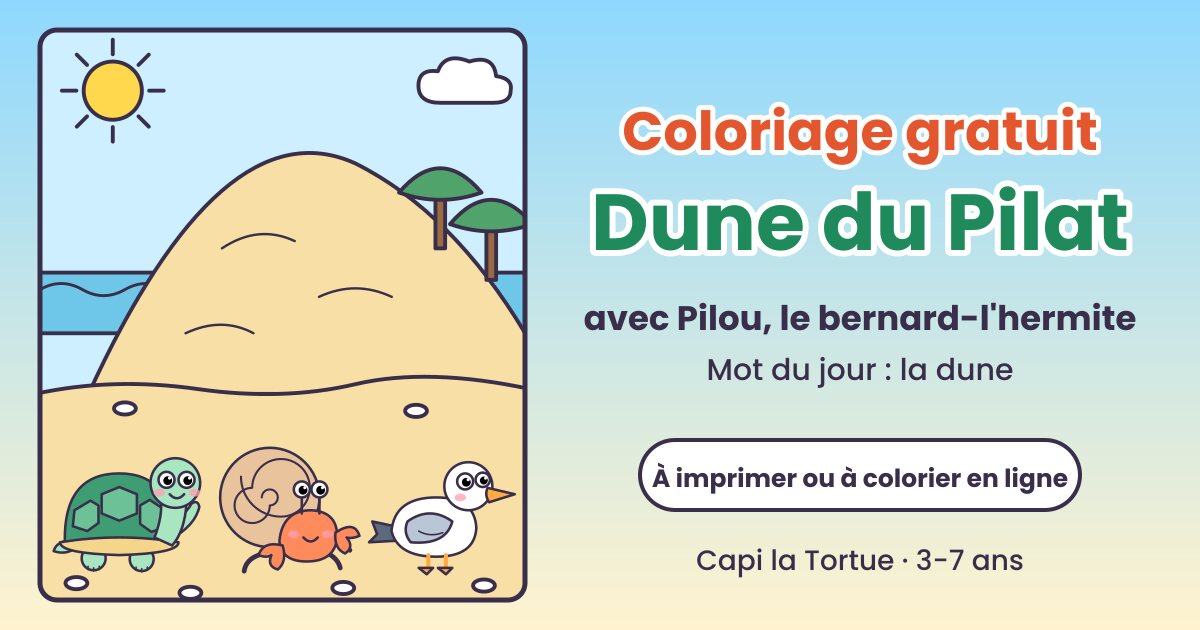 Coloriage gratuit
Dune du Pilat
avec Pilou, le bernard-l'hermite
Mot du jour : la dune
À imprimer ou à colorier en ligne
Capi la Tortue · 3-7 ans